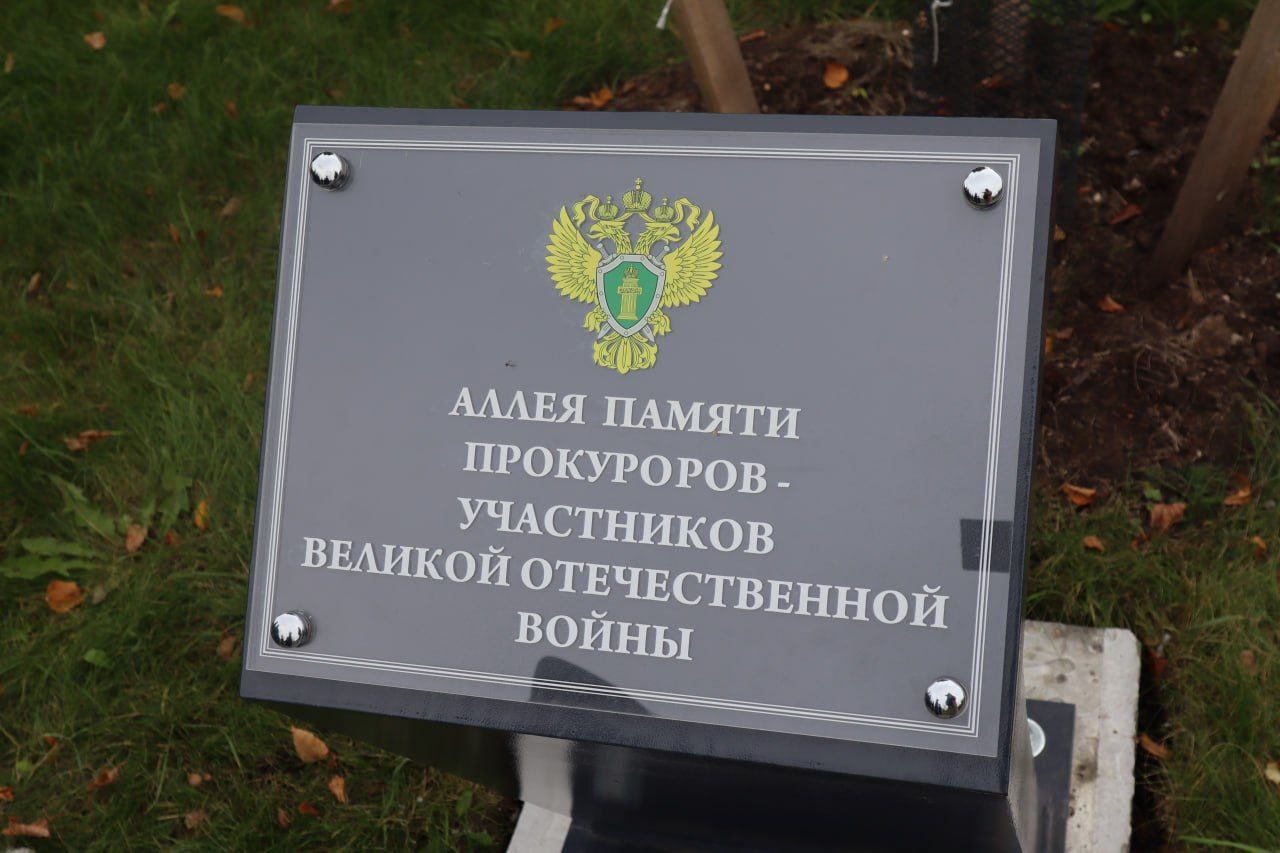 АЛЛЕЯ ПАМЯТИ
ПРОКУРОРОВ -
УЧАСТНИКОВ
ВЕЛИКОЙ ОТЕЧЕСТВЕННОЙ
ВОЙНЫ